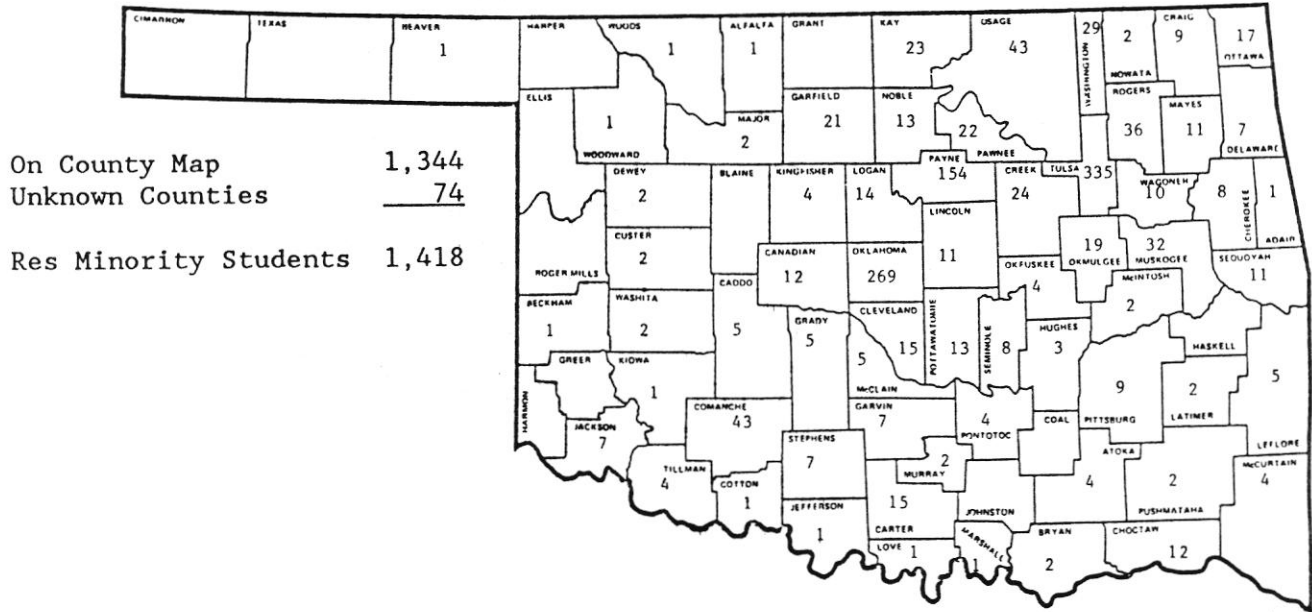 On County Map 1,344
Unknown Counties 74
Res Minority Students 1,418
CIMARRON
TEXAS
BEAVER
1
HARPER
WOODS
1
ALFALFA
1
GRANT
KAY
23
OSAGE
43
WASHINGTON
29
NOWATA
2
CRAIG
9
OTTAWA
17
ELLIS
WOODWARD
1
MAJOR
2
GARFIELD
21
NOBLE
13
PAWNEE
22
ROGERS
36
MAYES
11
DELAWARE
7
DEWEY
2
BLAINE
KINGFISHER
4
LOGAN
14
PAYNE
154
CREEK
24
TULSA
335
WAGONER
10
CHEROKEE
8
ADAIR
1
ROGER MILLS
CUSTER
2
CANADIAN
12
OKLAHOMA
269
LINCOLN
11
OKFUSKEE
4
OKMULGEE
19
MUSKOGEE
32
SEQUOYAH
11
BECKHAM
1
WASHITA
2
CADDO
5
GRADY
5
CLEVELAND
15
McCLAIN
5
POTTAWATOMIE
13
SEMINOLE
8
HUGHES
3
McINTOSH
2
HASKELL
GREER
KIOWA
1
HARMON
JACKSON
7
COMANCHE
43
GARVIN
7
PONTOTOC
4
COAL
PITTSBURG
9
LATIMER
2
LEFLORE
5
TILLMAN
4
COTTON
1
STEPHENS
7
MURRAY
2
JOHNSTON
ATOKA
4
PUSHMATAHA
2
McCURTAIN
4
JEFFERSON
1
CARTER
15
LOVE 1
MARSHALL
1
BRYAN
2
CHOCTAW
12